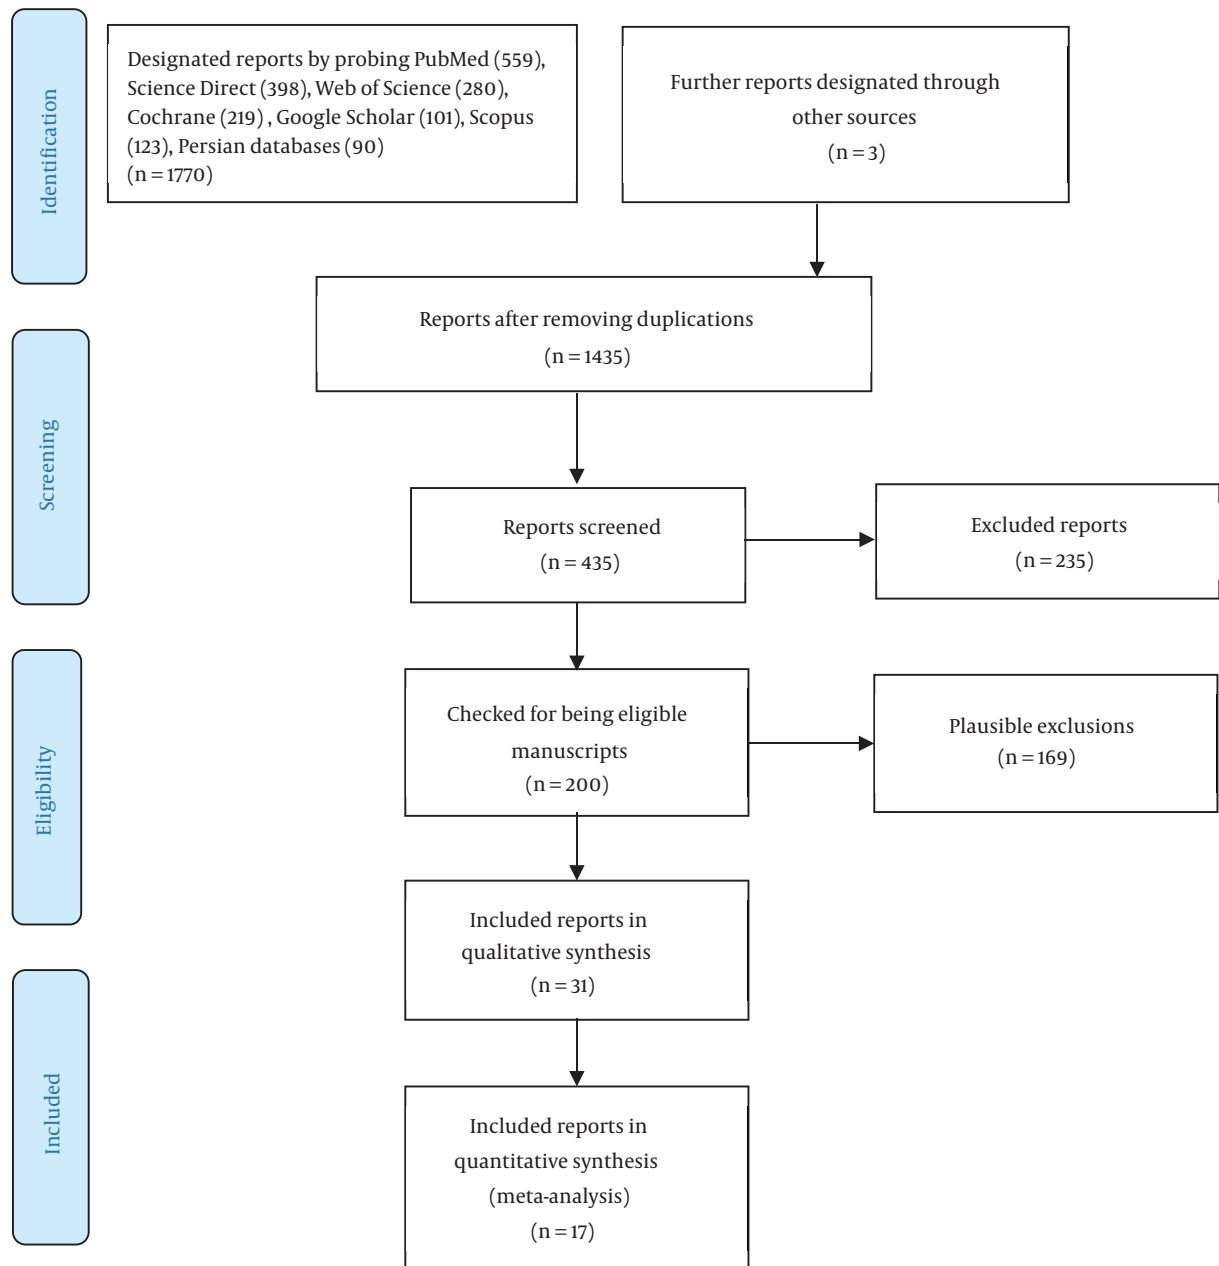 Identification
Designated reports by probing PubMed (559),
Science Direct (398), Web of Science (280),
Cochrane (219) , Google Scholar (101), Scopus
(123), Persian databases (90)
(n = 1770)
Further reports designated through
other sources
(n = 3)
Reports after removing duplications
(n = 1435)
Screening
Reports screened
(n = 435)
Excluded reports
(n = 235)
Eligibility
Checked for being eligible
manuscripts
(n = 200)
Plausible exclusions
(n = 169)
Included reports in
qualitative synthesis
(n = 31)
Included
Included reports in
quantitative synthesis
(meta-analysis)
(n = 17)